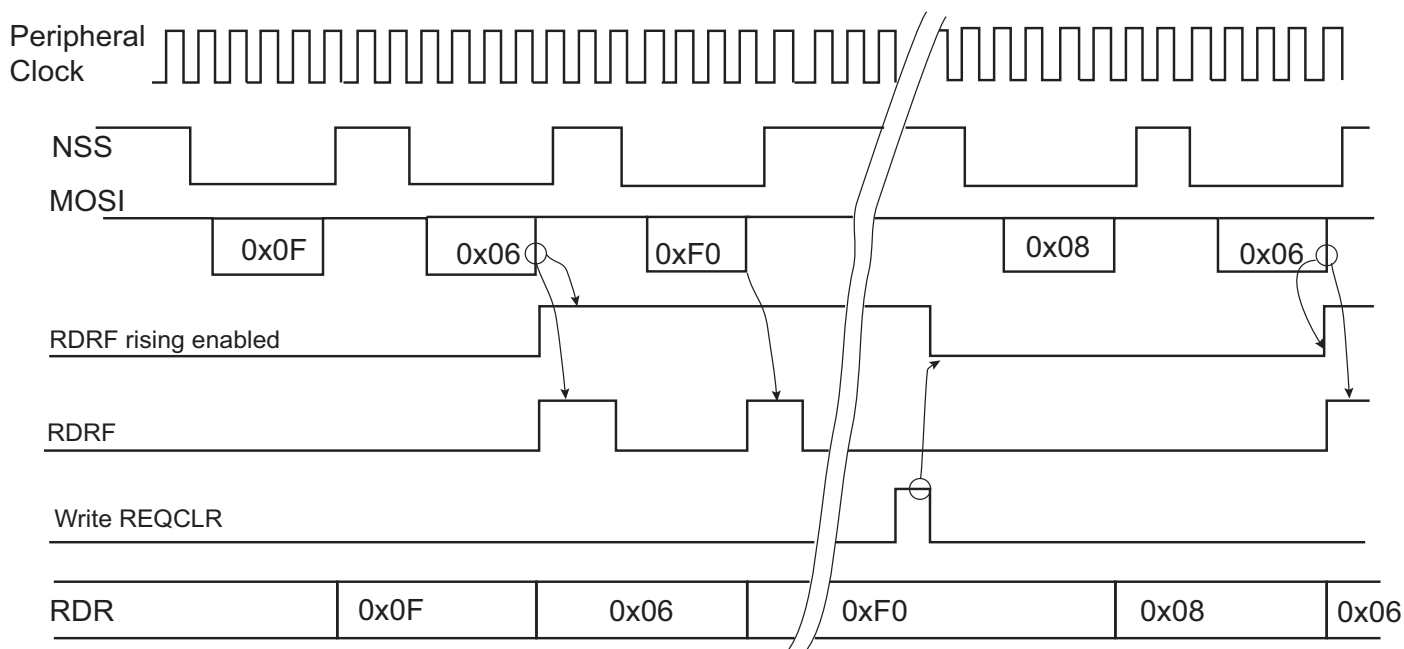 Peripheral
Clock
NSS
MOSI
0x0F 0x06 0xF0 0x08 0x06
RDRF rising enabled
RDRF
Write REQCLR
RDR 0x0F 0x06 0xF0 0x08 0x06